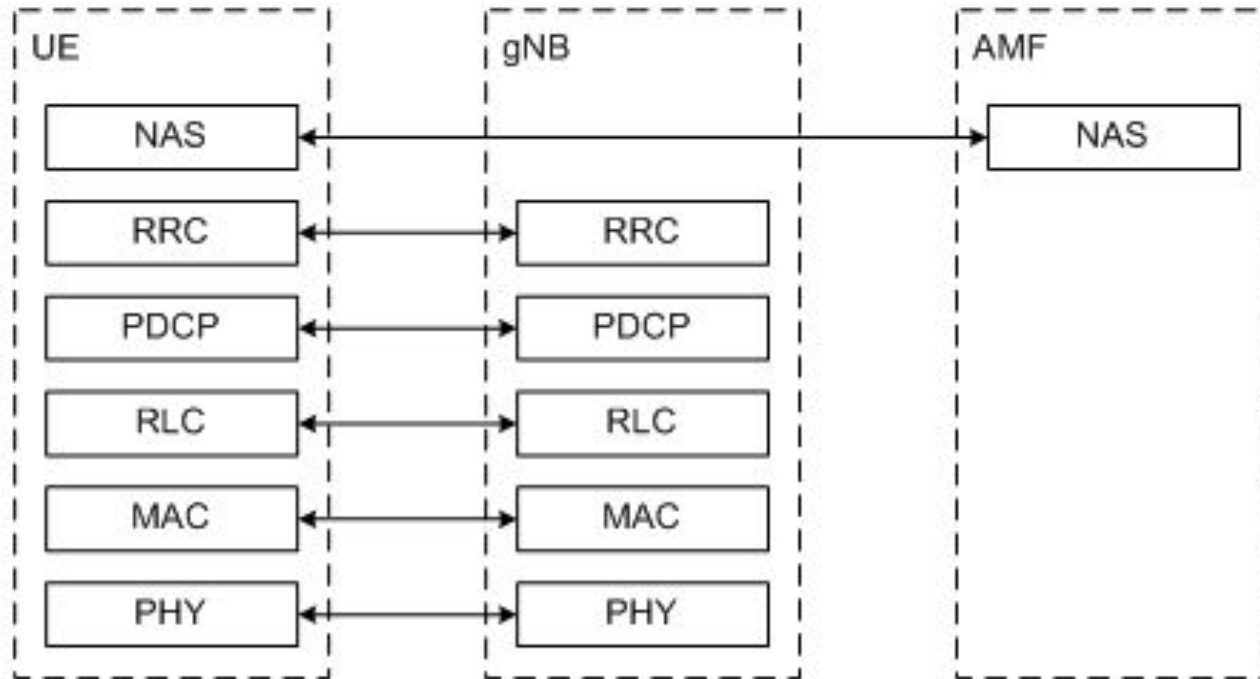 UE
gNB
AMF
NAS
NAS
RRC
RRC
PDCP
PDCP
RLC
RLC
MAC
MAC
PHY
PHY